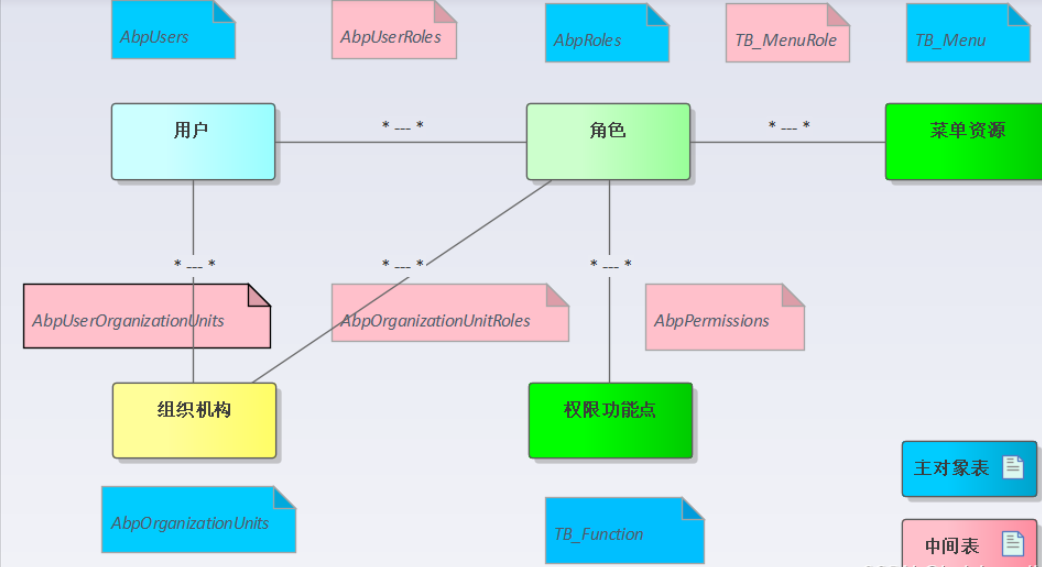 AbpUsers
AbpUserRoles
AbpRoles
TB_MenuRole
TB_Menu
用户
* --- *
角色
* --- *
菜单资源
* --- *
* --- *
* --- *
AbpUserOrganizationUnits
AbpOrganizationUnitRoles
AbpPermissions
组织机构
权限功能点
主对象表
AbpOrganizationUnits
TB_Function
中间表